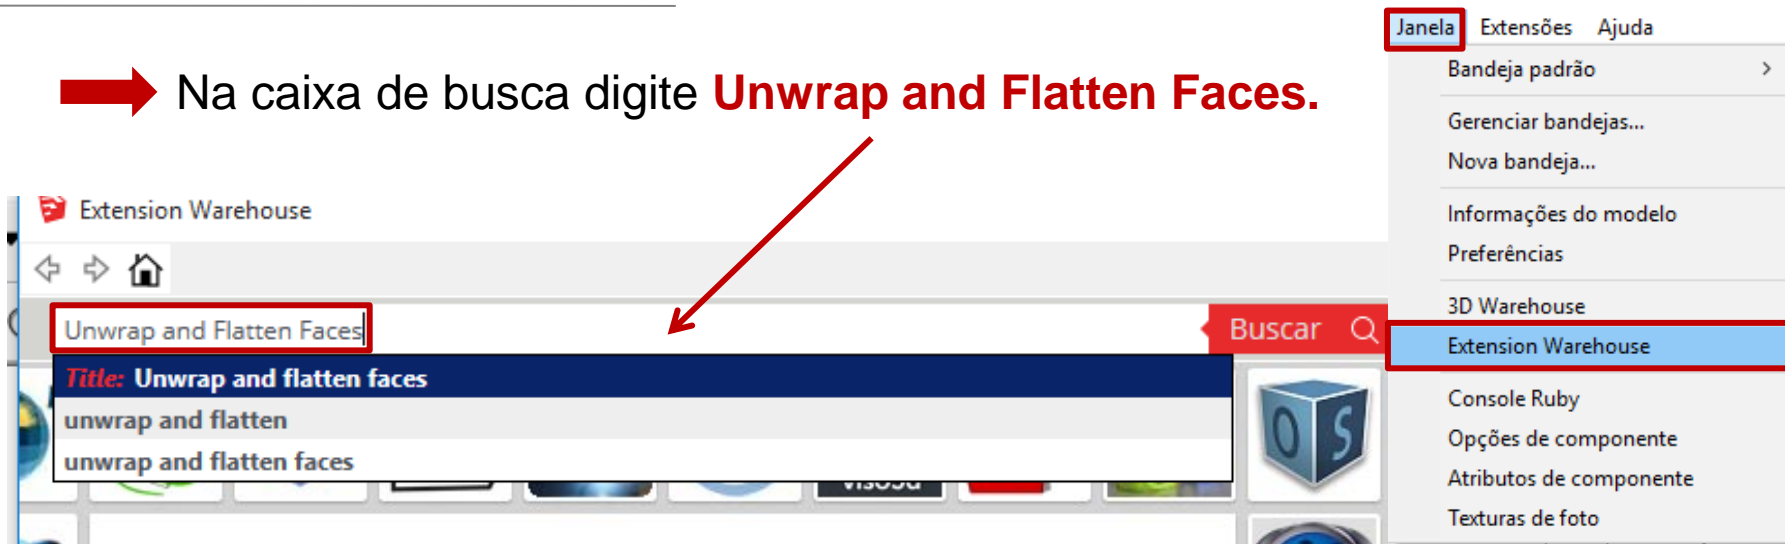 Na caixa de busca digite Unwrap and Flatten Faces.
Extension Warehouse
Unwrap and Flatten Faces
Buscar
Title: Unwrap and flatten faces
unwrap and flatten
unwrap and flatten faces
OS
Janela Extensões Ajuda
Bandeja padrão
Gerenciar bandejas...
Nova bandeja...
Informações do modelo
Preferências
3D Warehouse
Extension Warehouse
Console Ruby
Opções de componente
Atributos de componente
Texturas de foto